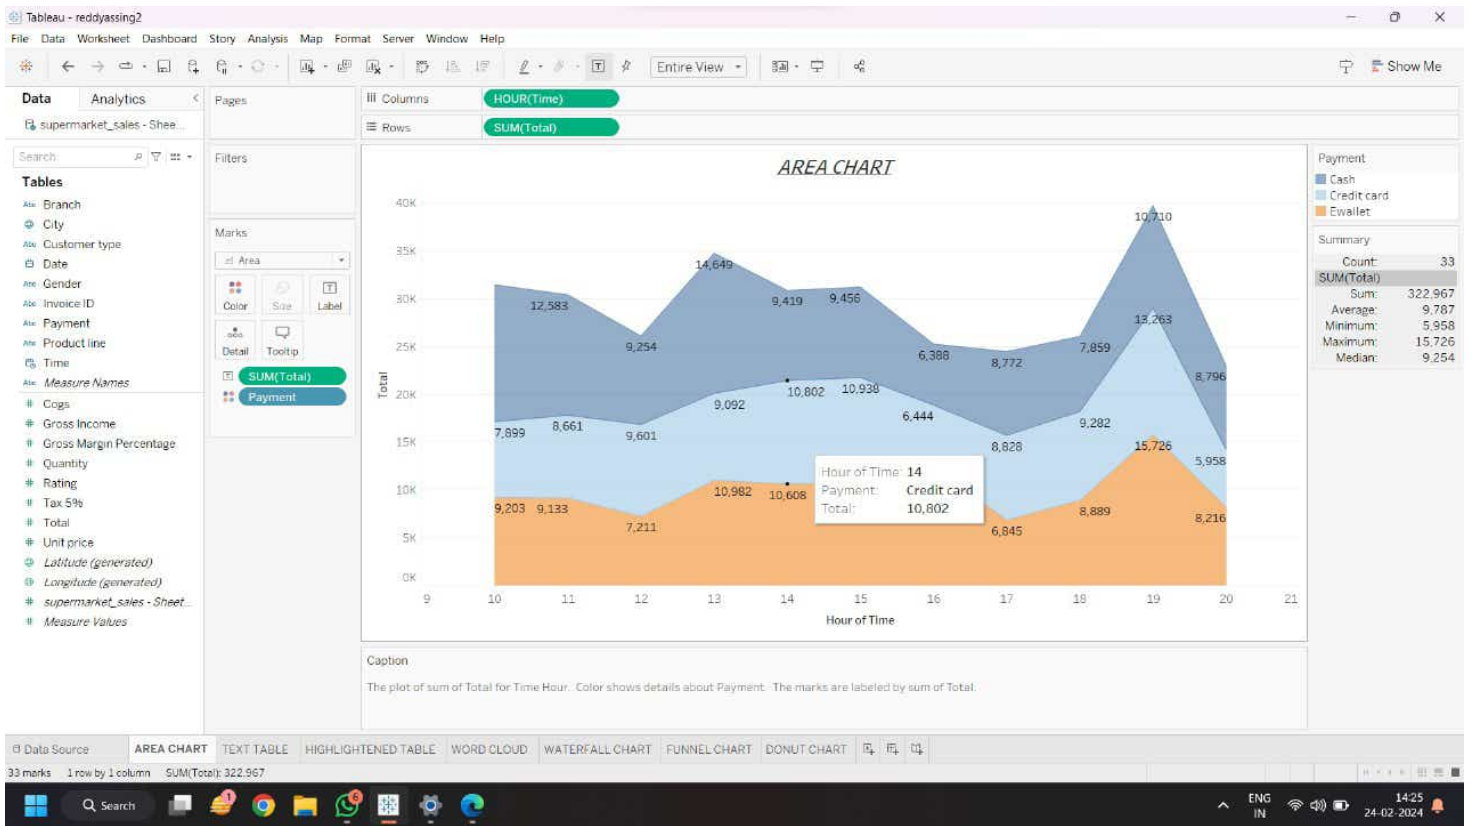 Tableau - reddyassing2
File Data Worksheet Dashboard Story Analysis Map Format Server Window Help
Entire View
Show Me
Data Analytics
supermarket_sales - Shee...
Search
Tables
Abc Branch
City
Abc Customer type
Date
Abc Gender
Abc Invoice ID
Abc Payment
Abc Product line
Time
Abc Measure Names
# Cogs
# Gross Income
# Gross Margin Percentage
# Quantity
# Rating
# Tax 5%
# Total
# Unit price
Latitude (generated)
Longitude (generated)
# supermarket_sales - Sheet...
# Measure Values
Pages
Filters
Marks
Area
Color Size Label
Detail Tooltip
SUM(Total)
Payment
Columns HOUR(Time)
Rows SUM(Total)
AREA CHART
40K
35K
30K
25K
20K
15K
10K
5K
0K
Total
12,583 9,254 14,649 9,419 9,456 6,388 8,772 7,859 10,710 8,796
7,899 8,661 9,601 9,092 10,802 10,938 6,444 8,828 9,282 13,263 5,958
9,203 9,133 7,211 10,982 10,608 6,845 8,889 15,726 8,216
Hour of Time: 14
Payment: Credit card
Total: 10,802
9 10 11 12 13 14 15 16 17 18 19 20 21
Hour of Time
Caption
The plot of sum of Total for Time Hour. Color shows details about Payment. The marks are labeled by sum of Total.
Payment
Cash
Credit card
Ewallet
Summary
Count: 33
SUM(Total)
Sum: 322,967
Average: 9,787
Minimum: 5,958
Maximum: 15,726
Median: 9,254
Data Source AREA CHART TEXT TABLE HIGHLIGHTENED TABLE WORD CLOUD WATERFALL CHART FUNNEL CHART DONUT CHART
33 marks 1 row by 1 column SUM(Total): 322,967
Search
1
6
ENG
IN
14:25
24-02-2024